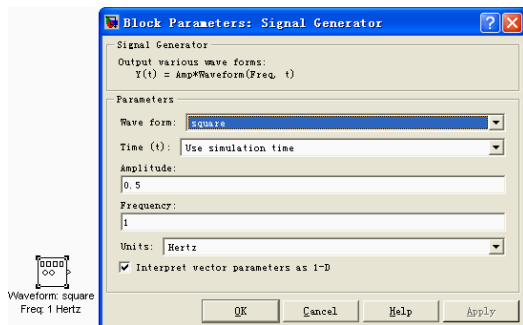 Block Parameters: Signal Generator
Signal Generator
Output various wave forms:
Y(t) = Amp*Waveform(Freq, t)
Parameters
Wave form: square
Time (t): Use simulation time
Amplitude:
0.5
Frequency:
1
Units: Hertz
Interpret vector parameters as 1-D
OK Cancel Help Apply
Waveform: square
Freq: 1 Hertz